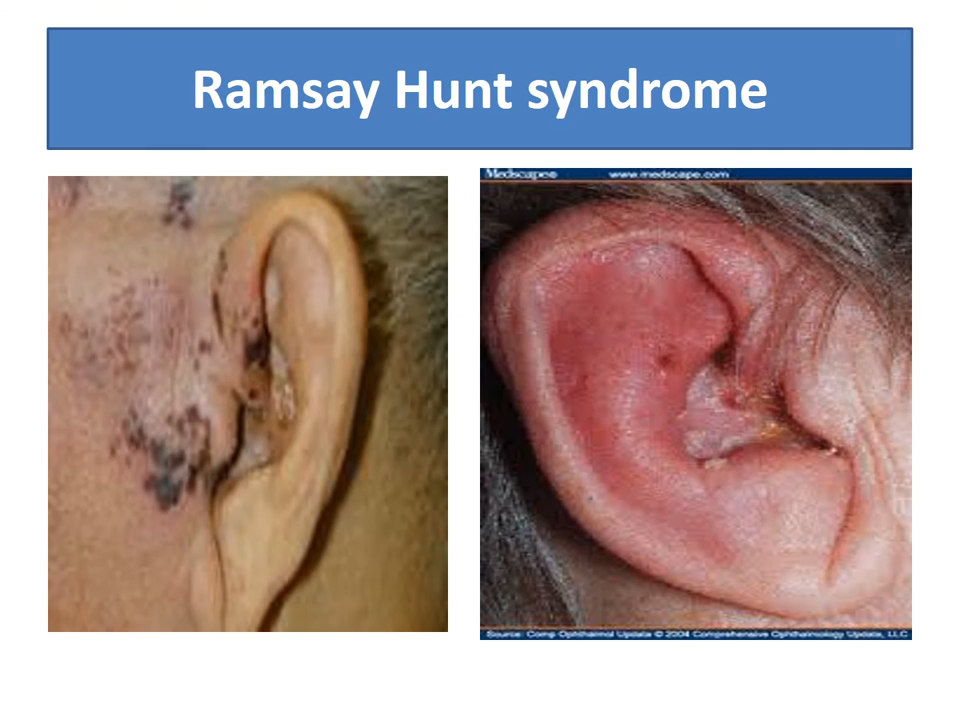 Ramsay Hunt syndrome
Medscape® www.medscape.com
Source: Comp Ophthalmol Update © 2004 Comprehensive Ophthalmology Update, LLC